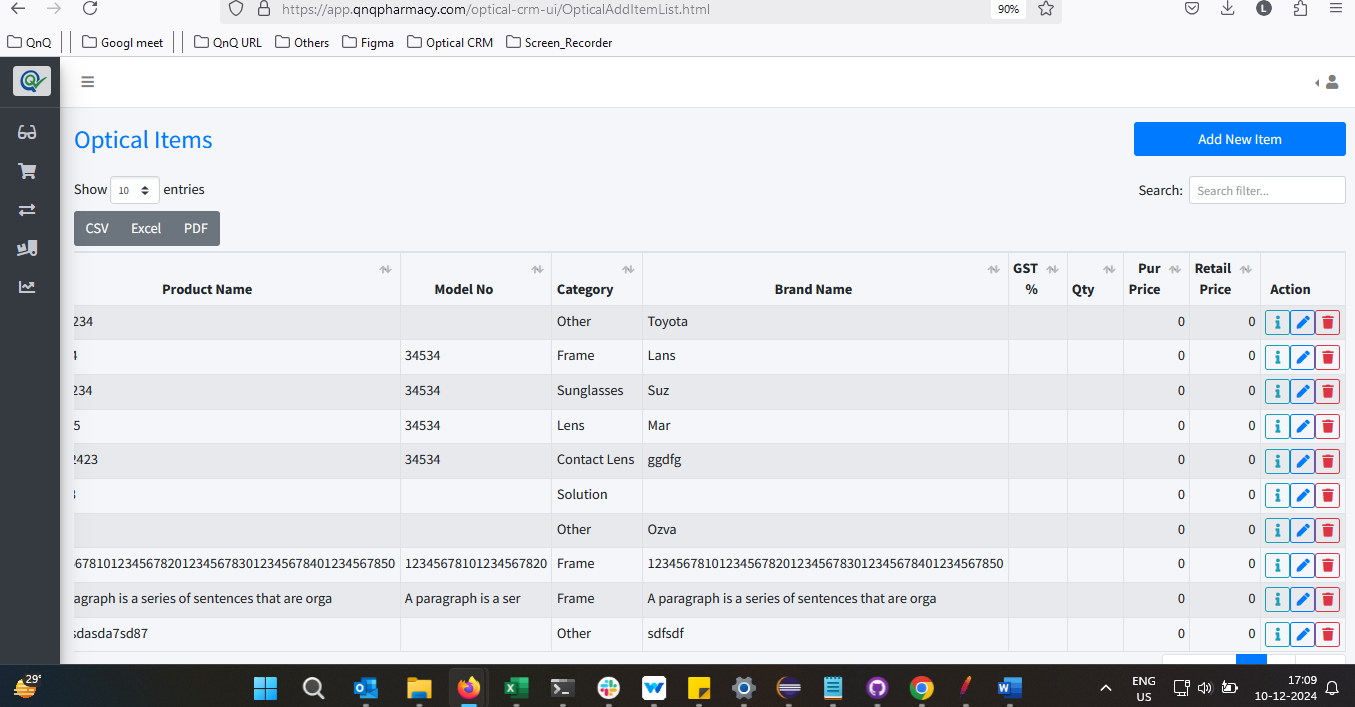 https://app.qnqpharmacy.com/optical-crm-ui/OpticalAddItemList.html 90% L
QnQ Googl meet QnQ URL Others Figma Optical CRM Screen_Recorder
Optical Items Add New Item
Show 10 entries Search: Search filter...
CSV Excel PDF
Product Name Model No Category Brand Name GST % Qty Pur Price Retail Price Action
234 Other Toyota 0 0
4 34534 Frame Lans 0 0
234 34534 Sunglasses Suz 0 0
5 34534 Lens Mar 0 0
2423 34534 Contact Lens ggdfg 0 0
Solution 0 0
Other Ozva 0 0
678101234567820123456783012345678401234567850 12345678101234567820 Frame 12345678101234567820123456783012345678401234567850 0 0
agraph is a series of sentences that are orga A paragraph is a ser Frame A paragraph is a series of sentences that are orga 0 0
sdasda7sd87 Other sdfsdf 0 0
29° ENG 17:09
US 10-12-2024